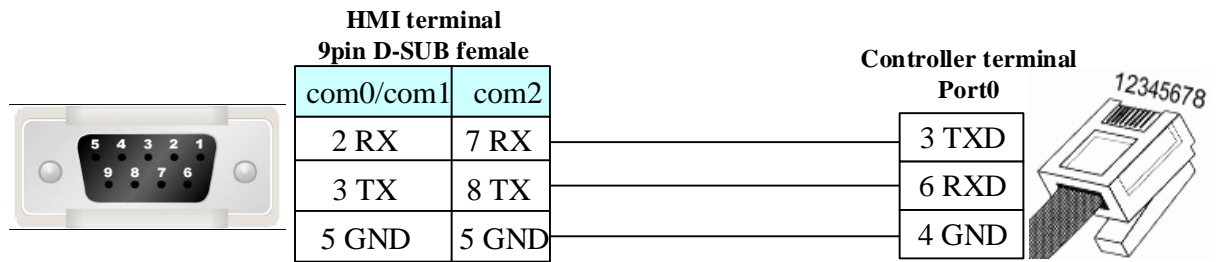 HMI terminal
9pin D-SUB female
Controller terminal
Port0
12345678
com0/com1 com2
5 4 3 2 1
9 8 7 6
2 RX 7 RX 3 TXD
3 TX 8 TX 6 RXD
5 GND 5 GND 4 GND